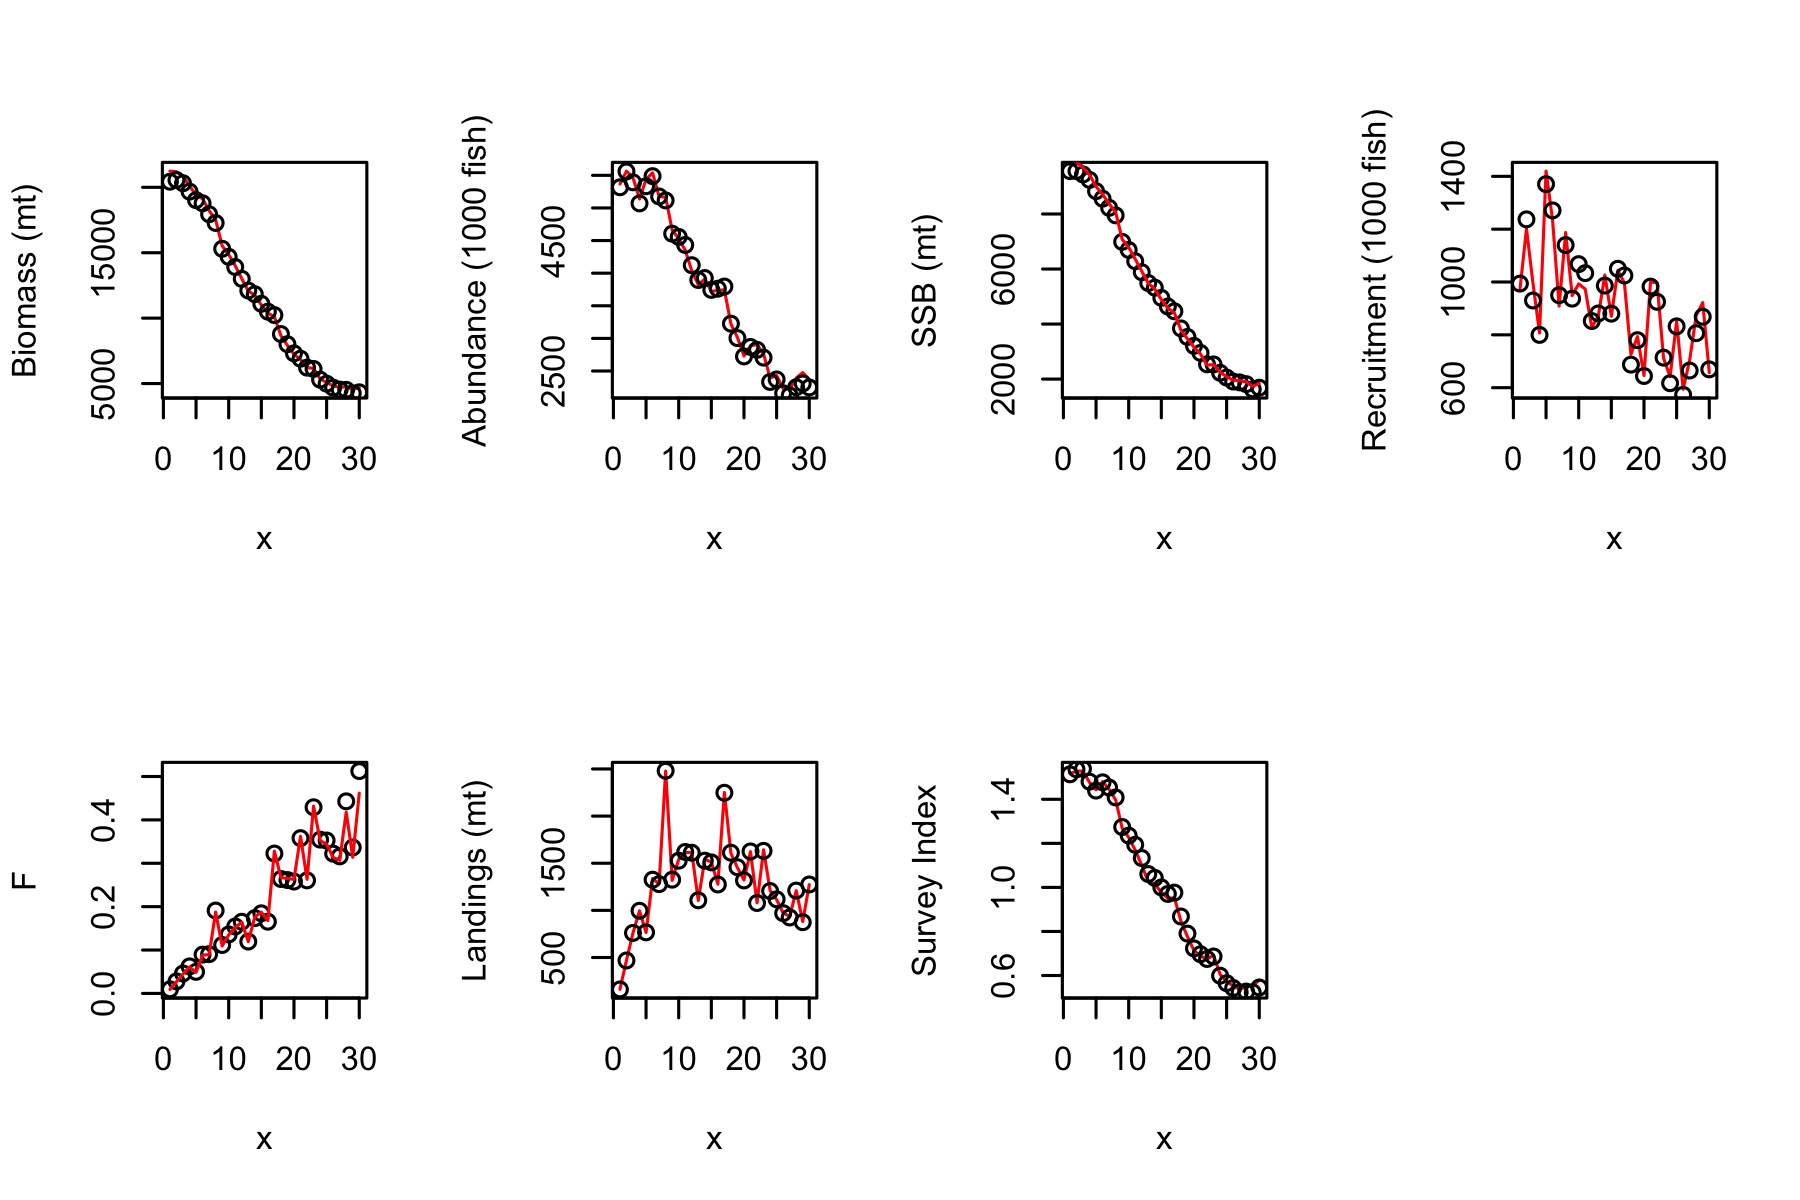 Biomass (mt)
5000 15000
0 10 20 30
x
Abundance (1000 fish)
2500 4500
0 10 20 30
x
SSB (mt)
2000 6000
0 10 20 30
x
Recruitment (1000 fish)
600 1000 1400
0 10 20 30
x
F
0.0 0.2 0.4
0 10 20 30
x
Landings (mt)
500 1500
0 10 20 30
x
Survey Index
0.6 1.0 1.4
0 10 20 30
x